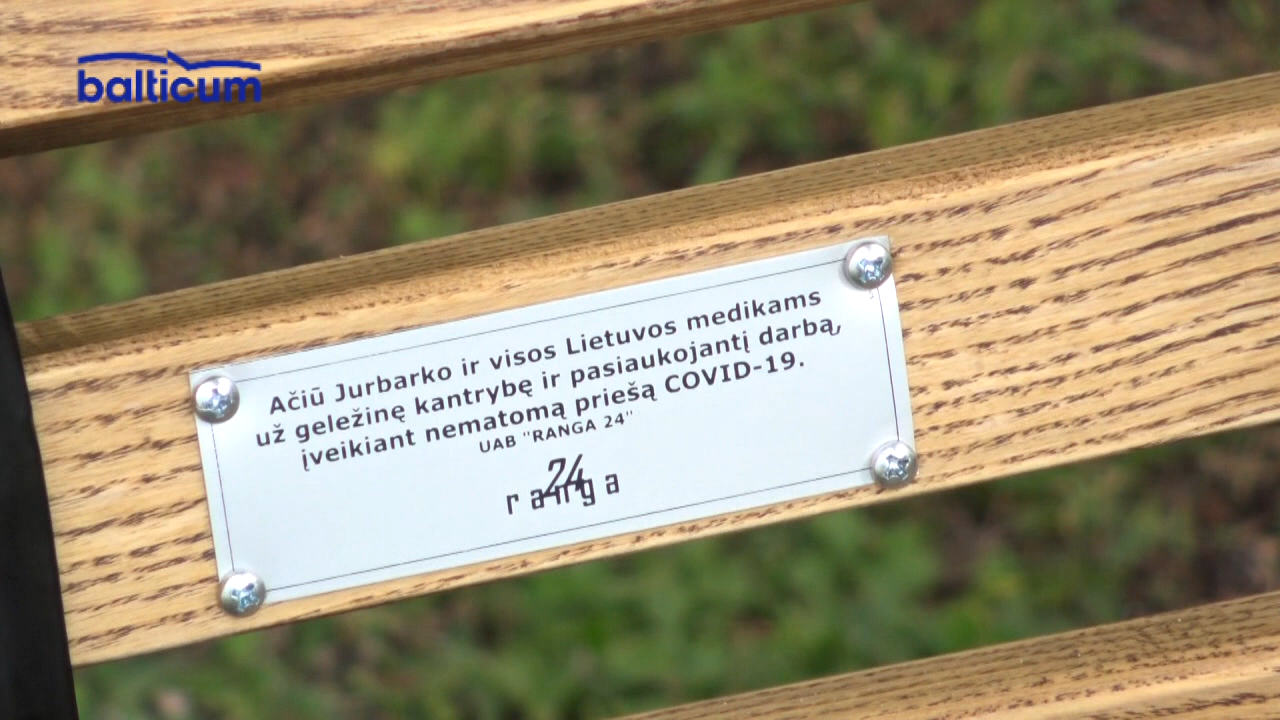 balticum
Ačiū Jurbarko ir visos Lietuvos medikams
už geležinę kantrybę ir pasiaukojantį darbą,
įveikiant nematomą priešą COVID-19.
UAB "RANGA 24"
24
ranga